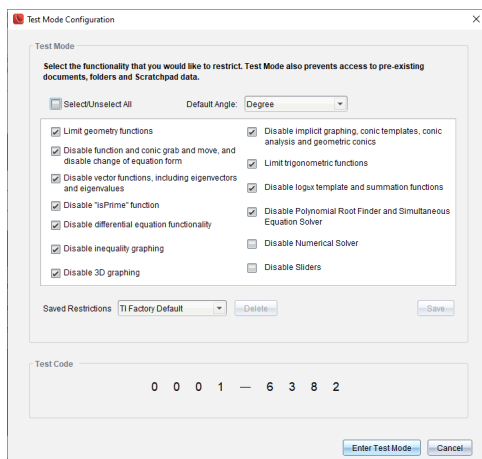 Test Mode Configuration
Test Mode
Select the functionality that you would like to restrict. Test Mode also prevents access to pre-existing
documents, folders and Scratchpad data.
Select/Unselect All
Default Angle:
Degree
Limit geometry functions
Disable function and conic grab and move, and
disable change of equation form
Disable vector functions, including eigenvectors
and eigenvalues
Disable "isPrime" function
Disable differential equation functionality
Disable inequality graphing
Disable 3D graphing
Disable implicit graphing, conic templates, conic
analysis and geometric conics
Limit trigonometric functions
Disable logbx template and summation functions
Disable Polynomial Root Finder and Simultaneous
Equation Solver
Disable Numerical Solver
Disable Sliders
Saved Restrictions
TI Factory Default
Delete
Save
Test Code
0 0 0 1 — 6 3 8 2
Enter Test Mode
Cancel